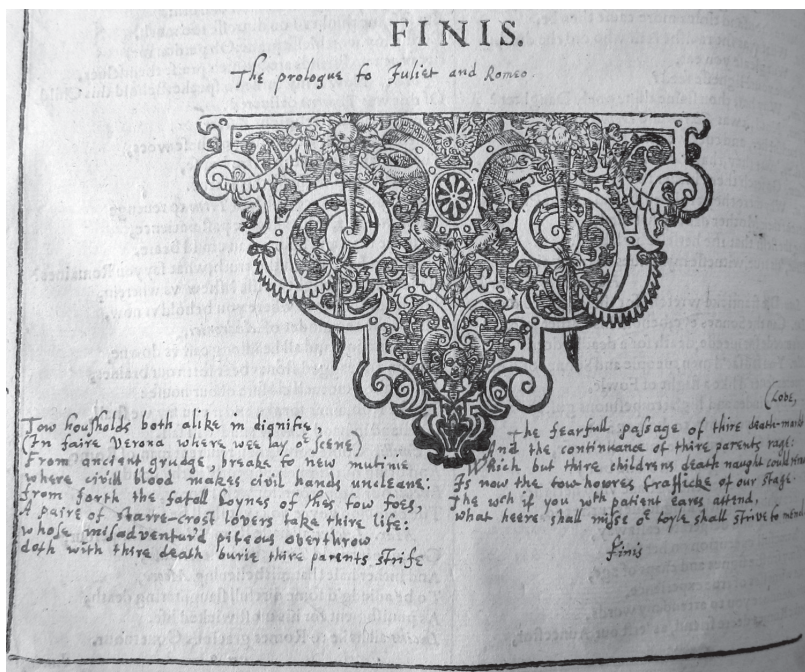 FINIS.
The prologue to Juliet and Romeo.
Tow housholds both alike in dignitie,
(In faire Verona where wee lay oe scene)
From ancient grudge, breake to new mutinie
where civill blood makes civil hands uncleane:
from forth the fatall loynes of thes tow foes,
A paire of starre-crost lovers take thire life:
whose misadventur'd piteous overthrow
doth with thire death burie thire parents strife
(Love,
The fearfull passage of thire death-mark
And the continuance of thire parents rage:
Which but thire childrens death naught could
Is now the tow-howres trafficke of our stage.
The wch if you wth patient eares attend,
what heere shall misse oe toyle shall strive to mend
finis